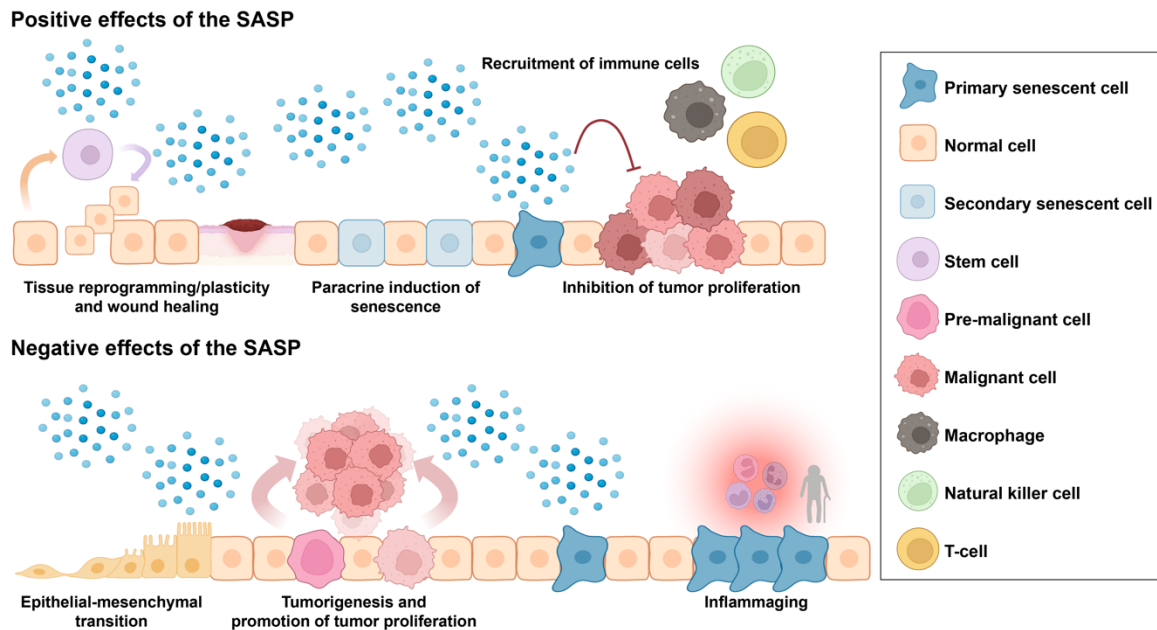 Positive effects of the SASP
Recruitment of immune cells
Tissue reprogramming/plasticity
and wound healing
Paracrine induction of
senescence
Inhibition of tumor proliferation
Negative effects of the SASP
Epithelial-mesenchymal
transition
Tumorigenesis and
promotion of tumor proliferation
Inflammaging
Primary senescent cell
Normal cell
Secondary senescent cell
Stem cell
Pre-malignant cell
Malignant cell
Macrophage
Natural killer cell
T-cell